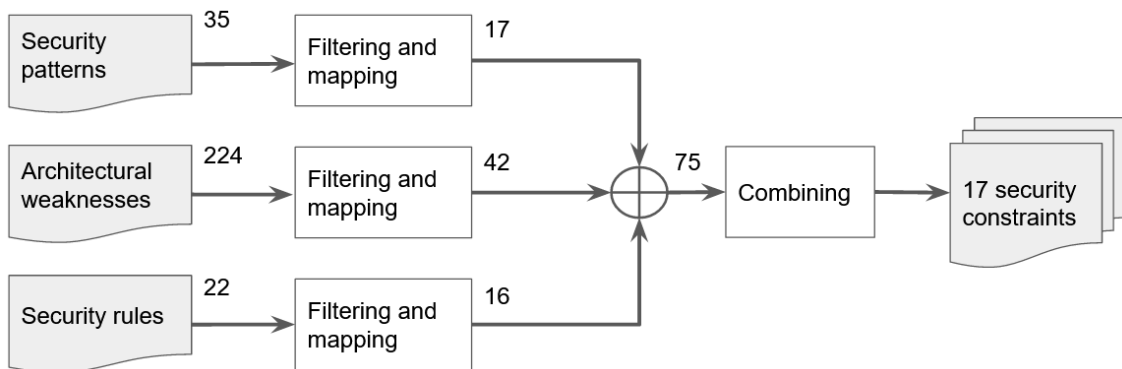 35
17
Security
patterns
Filtering and
mapping
224
42
75
Architectural
weaknesses
Filtering and
mapping
Combining
17 security
constraints
22
16
Security rules
Filtering and
mapping